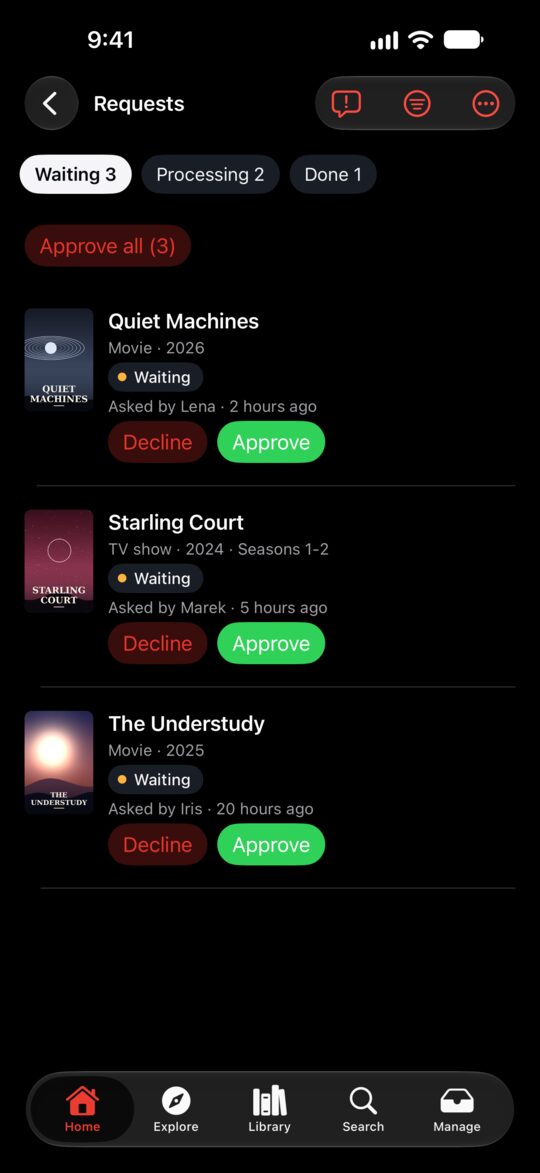 9:41
Requests
Waiting 3
Processing 2
Done 1
Approve all (3)
QUIET
MACHINES
Quiet Machines
Movie · 2026
Waiting
Asked by Lena · 2 hours ago
Decline
Approve
STARLING
COURT
Starling Court
TV show · 2024 · Seasons 1-2
Waiting
Asked by Marek · 5 hours ago
Decline
Approve
THE
UNDERSTUDY
The Understudy
Movie · 2025
Waiting
Asked by Iris · 20 hours ago
Decline
Approve
Home
Explore
Library
Search
Manage